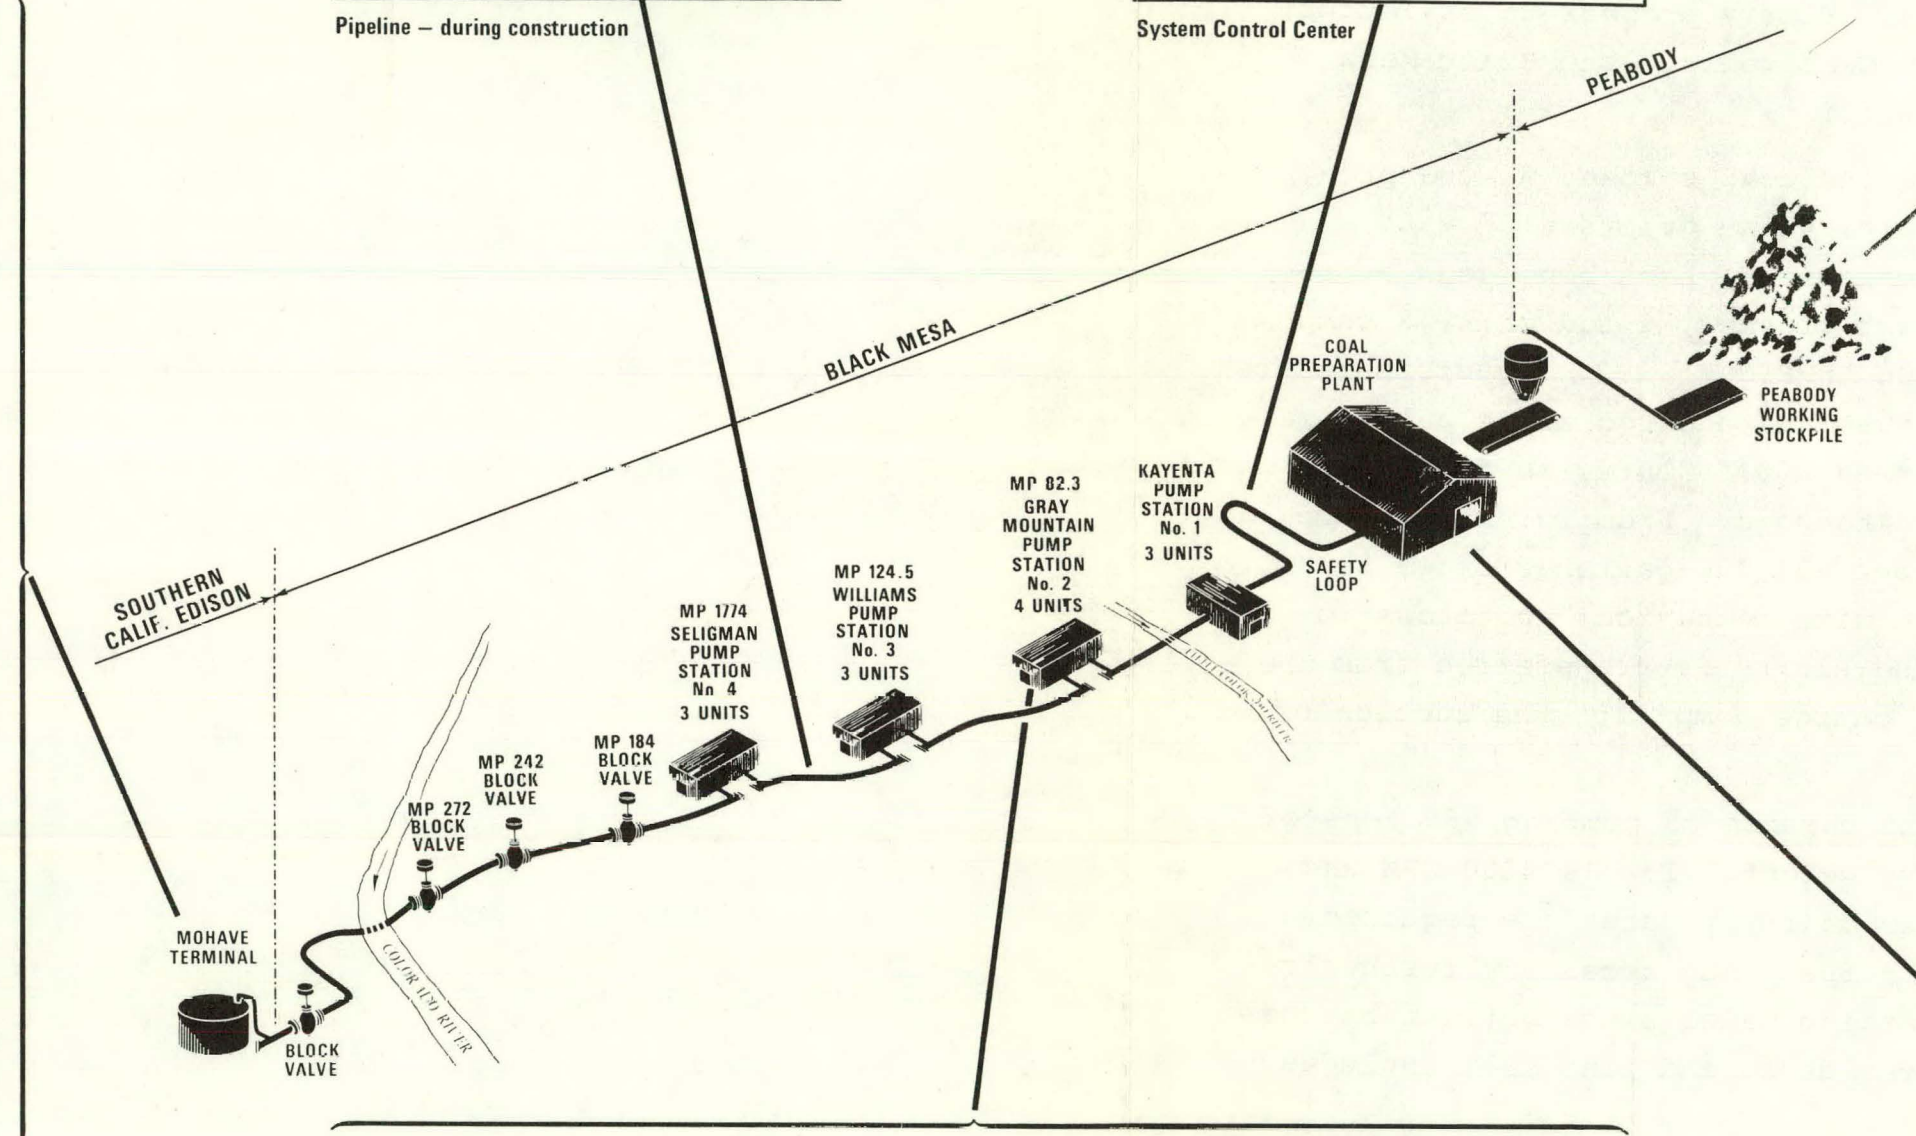 Pipeline – during construction
System Control Center
PEABODY
BLACK MESA
SOUTHERN
CALIF. EDISON
COAL
PREPARATION
PLANT
PEABODY
WORKING
STOCKPILE
KAYENTA
PUMP
STATION
No. 1
3 UNITS
SAFETY
LOOP
MP 82.3
GRAY
MOUNTAIN
PUMP
STATION
No. 2
4 UNITS
LITTLE COLORADO RIVER
MP 124.5
WILLIAMS
PUMP
STATION
No. 3
3 UNITS
MP 1774
SELIGMAN
PUMP
STATION
No 4
3 UNITS
MP 184
BLOCK
VALVE
MP 242
BLOCK
VALVE
MP 272
BLOCK
VALVE
COLORADO RIVER
MOHAVE
TERMINAL
BLOCK
VALVE